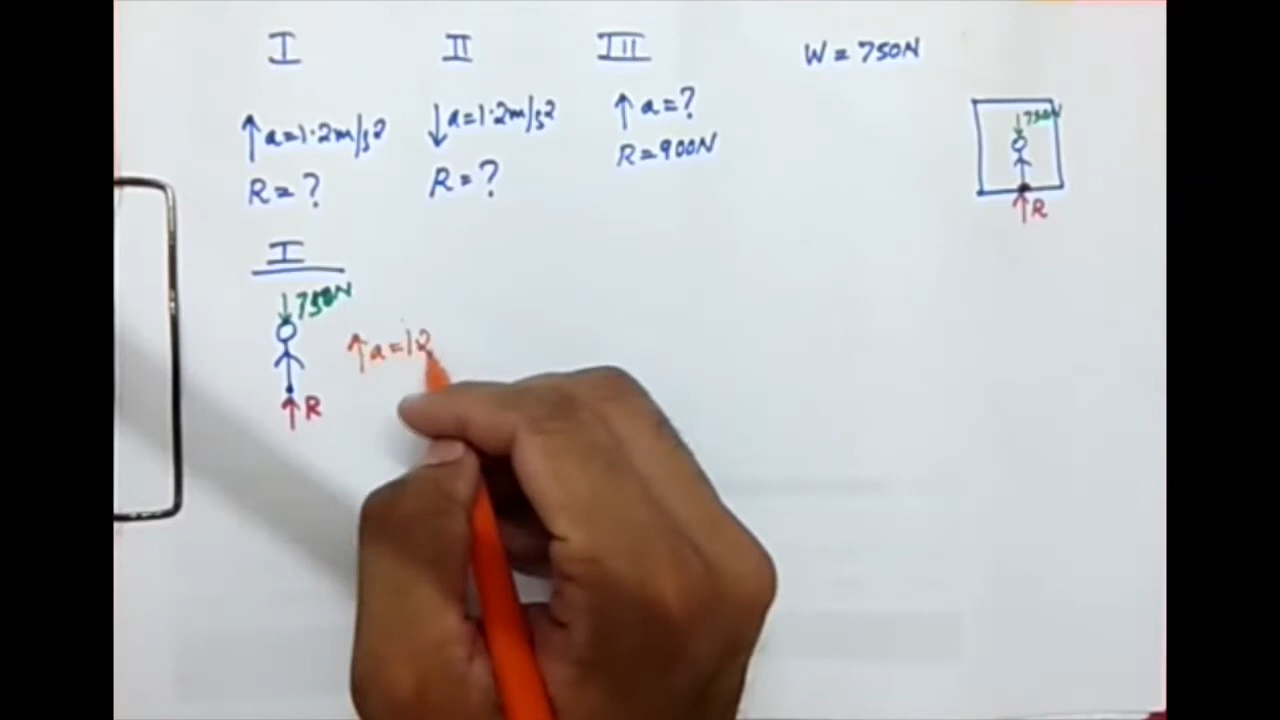 I II III W = 750N
↑ a=1.2m/s2 ↓ a=1.2m/s2 ↑ a=?
R = ? R = ? R=900N
750N
R
I
750N
↑ a=12
R